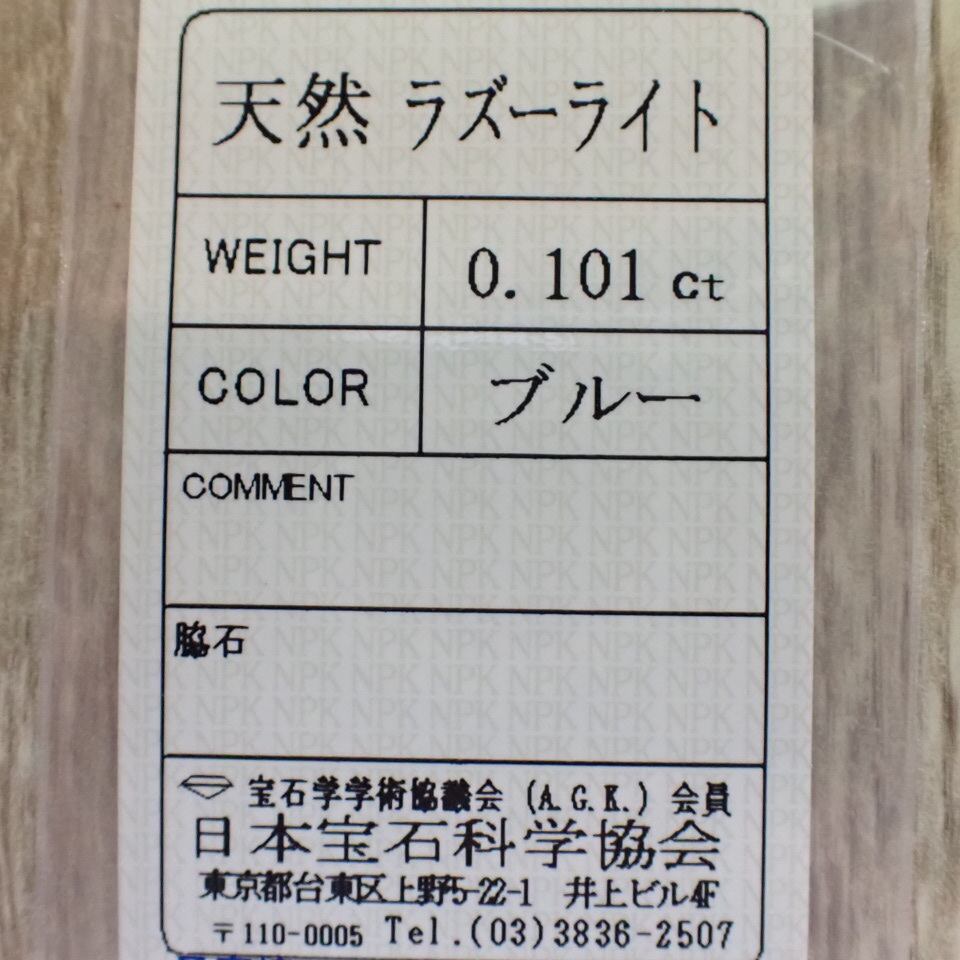 天然 ラズーライト
WEIGHT 0.101 ct
COLOR ブルー
COMMENT
脇石
宝石学学術協議会 (A.G.K.) 会員
日本宝石科学協会
東京都台東区上野5-22-1 井上ビル4F
〒110-0005 Tel.(03)3836-2507